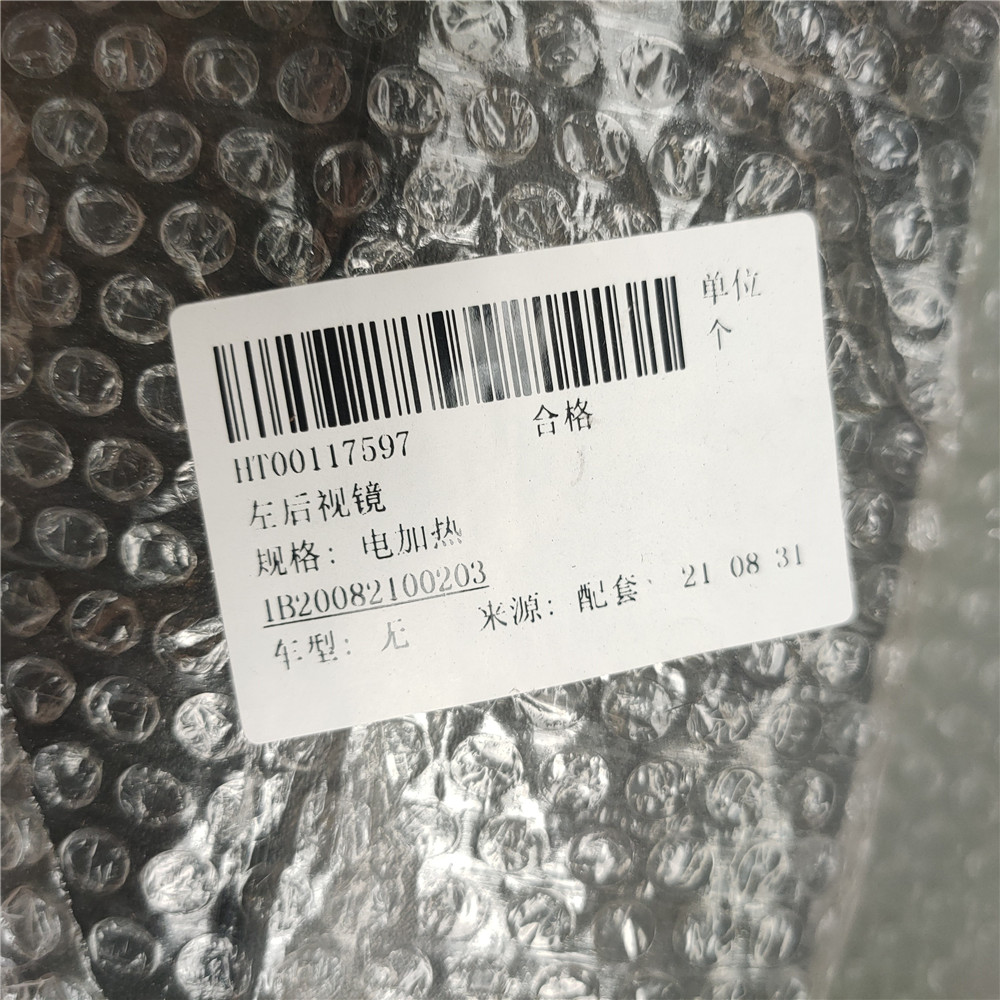 单位
个
HT00117597
合格
左后视镜
规格：电加热
1B20082100203
车型：无 来源：配套 21 08 31